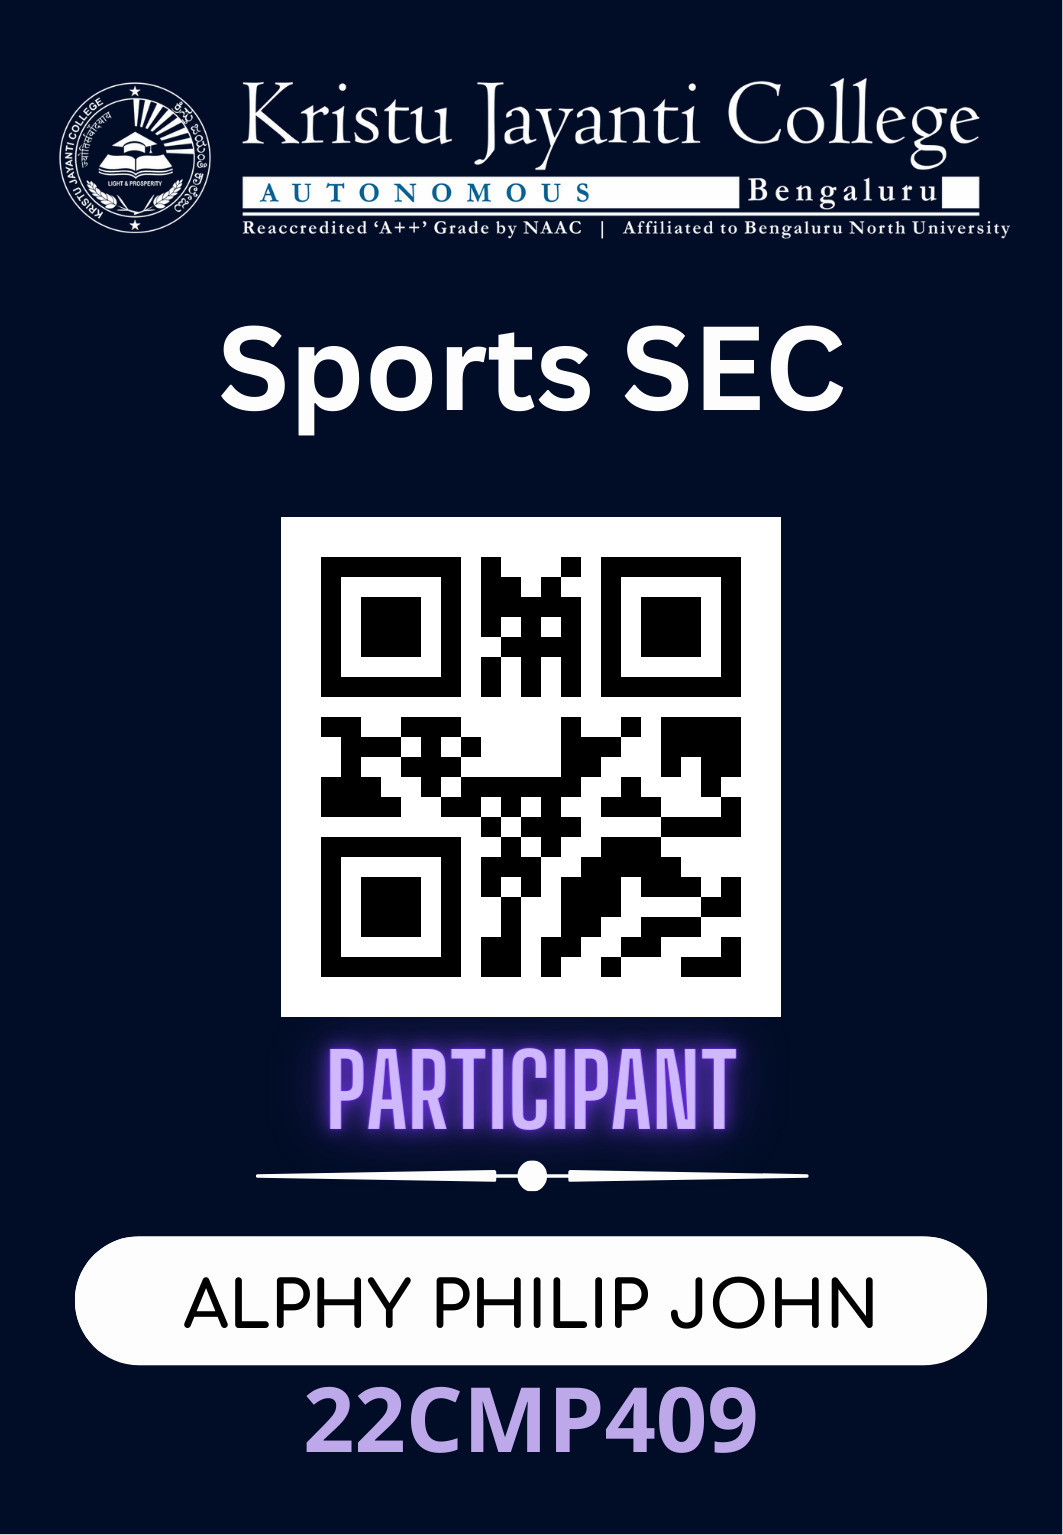 KRISTU JAYANTI COLLEGE
LIGHT & PROSPERITY
Kristu Jayanti College
AUTONOMOUS Bengaluru
Reaccredited ‘A++’ Grade by NAAC | Affiliated to Bengaluru North University
Sports SEC
PARTICIPANT
ALPHY PHILIP JOHN
22CMP409